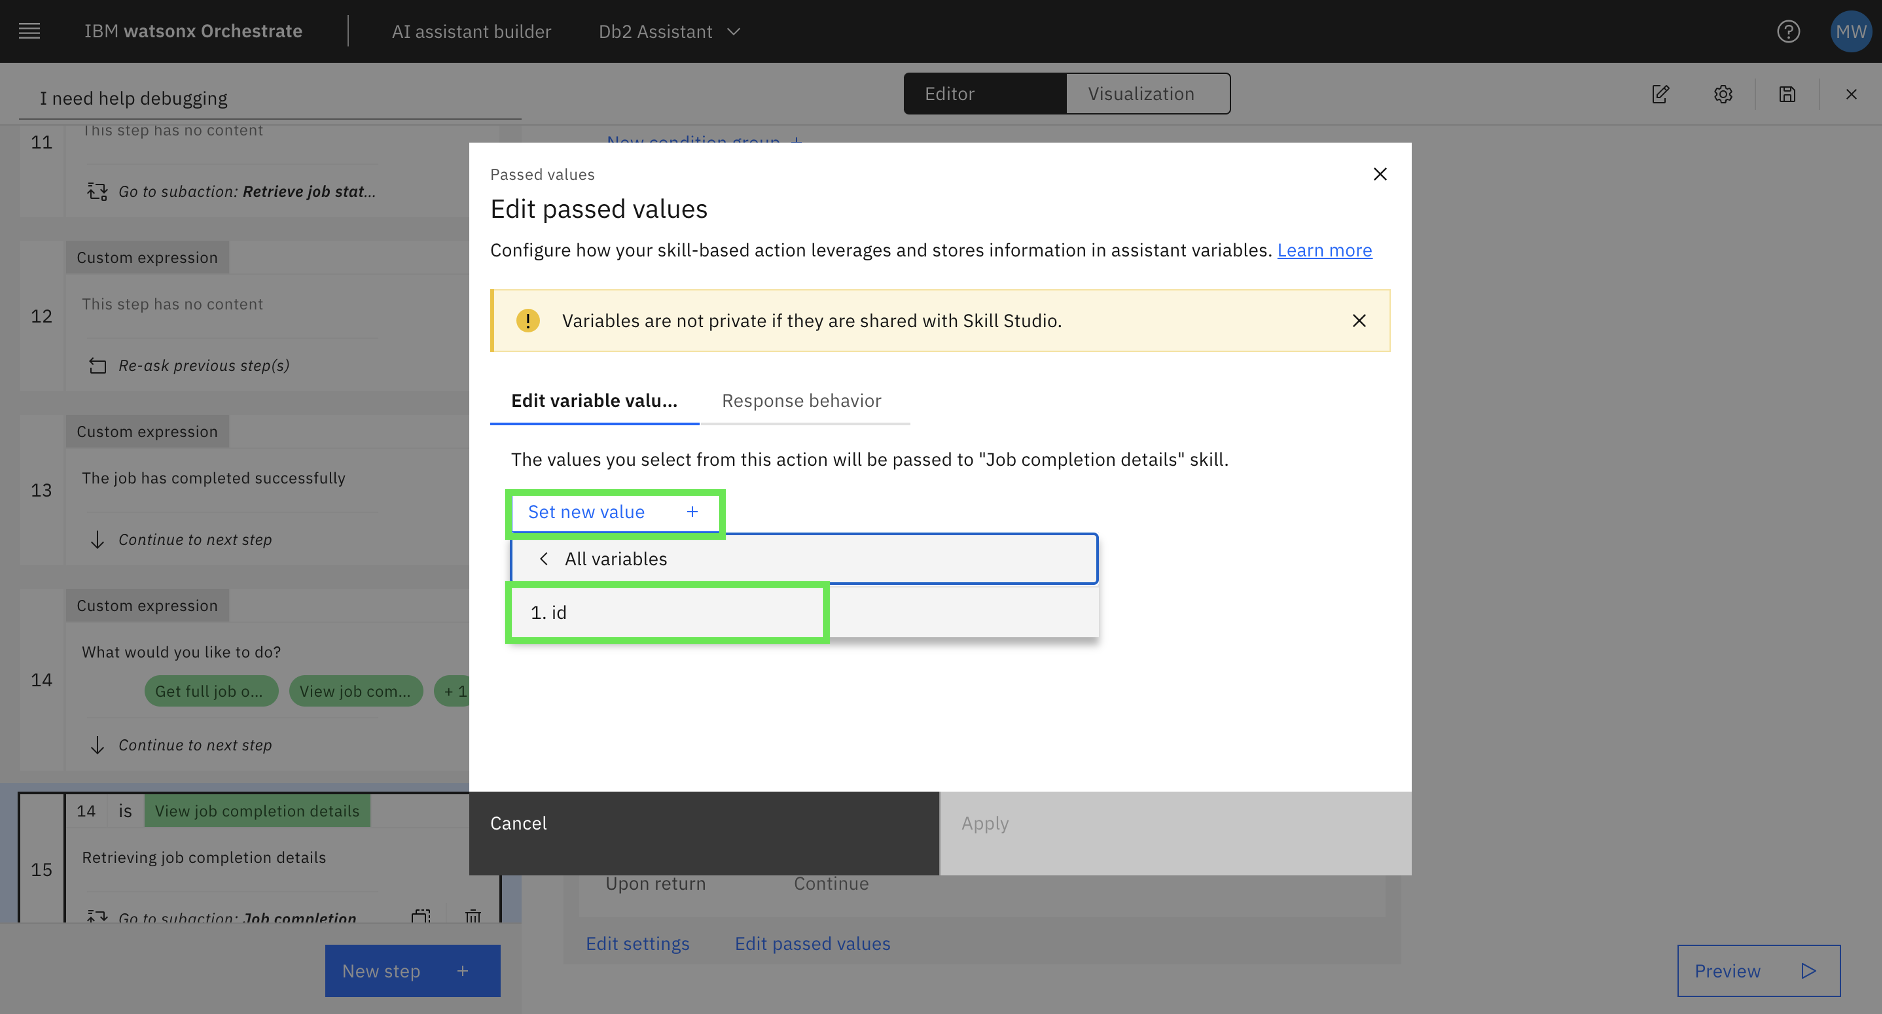 IBM watsonx Orchestrate
AI assistant builder
Db2 Assistant
MW
I need help debugging
Editor
Visualization
11
This step has no content
Go to subaction: Retrieve job stat...
Custom expression
12
This step has no content
Re-ask previous step(s)
Custom expression
13
The job has completed successfully
Continue to next step
Custom expression
14
What would you like to do?
Get full job o...
View job com...
+ 1
Continue to next step
14 is View job completion details
15
Retrieving job completion details
Go to subaction: Job completion
New step +
New condition group +
Passed values
Edit passed values
Configure how your skill-based action leverages and stores information in assistant variables. Learn more
Variables are not private if they are shared with Skill Studio.
Edit variable valu...
Response behavior
The values you select from this action will be passed to "Job completion details" skill.
Set new value +
All variables
1. id
Cancel
Apply
Upon return
Continue
Edit settings
Edit passed values
Preview